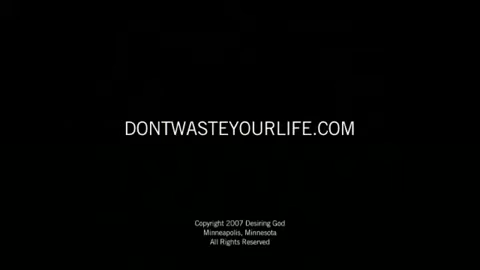 DONTWASTEYOURLIFE.COM
Copyright 2007 Desiring God
Minneapolis, Minnesota
All Rights Reserved